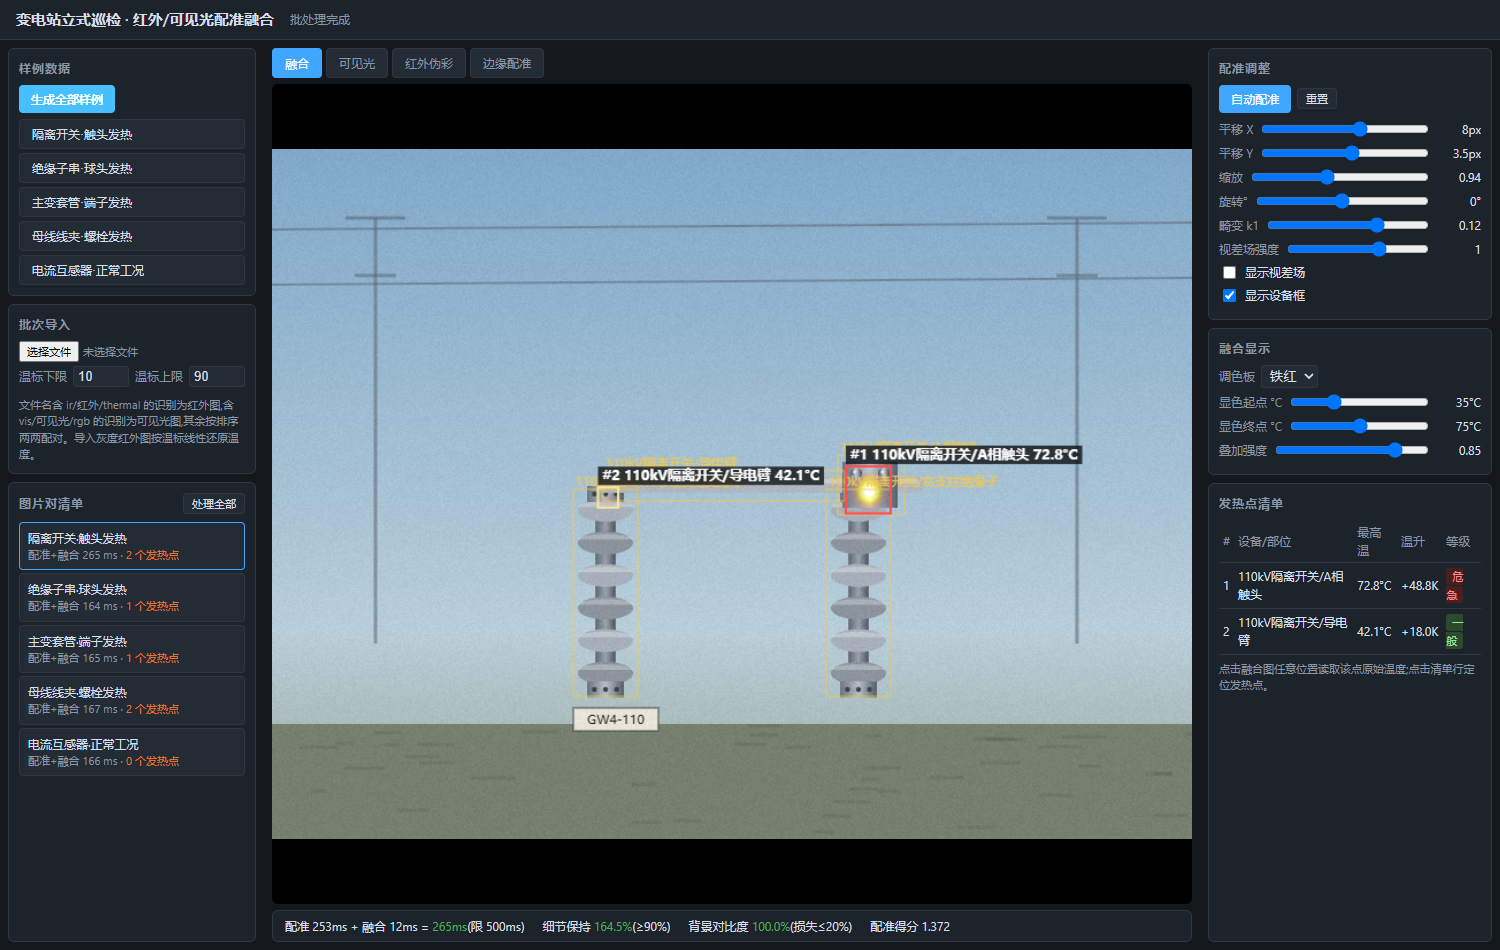 变电站立式巡检 · 红外/可见光配准融合 批处理完成
样例数据
生成全部样例
隔离开关·触头发热
绝缘子串·球头发热
主变套管·端子发热
母线线夹·螺栓发热
电流互感器·正常工况
批次导入
选择文件 未选择文件
温标下限 10 温标上限 90
文件名含 ir/红外/thermal 的识别为红外图,含
vis/可见光/rgb 的识别为可见光图,其余按排序
两两配对。导入灰度红外图按温标线性还原温
度。
图片对清单 处理全部
隔离开关·触头发热
配准+融合 265 ms · 2 个发热点
绝缘子串·球头发热
配准+融合 164 ms · 1 个发热点
主变套管·端子发热
配准+融合 165 ms · 1 个发热点
母线线夹·螺栓发热
配准+融合 167 ms · 2 个发热点
电流互感器·正常工况
配准+融合 166 ms · 0 个发热点
融合 可见光 红外伪彩 边缘配准
#1 110kV隔离开关/A相触头 72.8°C
#2 110kV隔离开关/导电臂 42.1°C
GW4-110
配准 253ms + 融合 12ms = 265ms(限 500ms) 细节保持 164.5%(≥90%) 背景对比度 100.0%(损失≤20%) 配准得分 1.372
配准调整
自动配准 重置
平移 X 8px
平移 Y 3.5px
缩放 0.94
旋转° 0°
畸变 k1 0.12
视差场强度 1
显示视差场
显示设备框
融合显示
调色板 铁红
显色起点 °C 35°C
显色终点 °C 75°C
叠加强度 0.85
发热点清单
# 设备/部位 最高温 温升 等级
1 110kV隔离开关/A相触头 72.8°C +48.8K 危急
2 110kV隔离开关/导电臂 42.1°C +18.0K 一般
点击融合图任意位置读取该点原始温度;点击清单行定
位发热点。